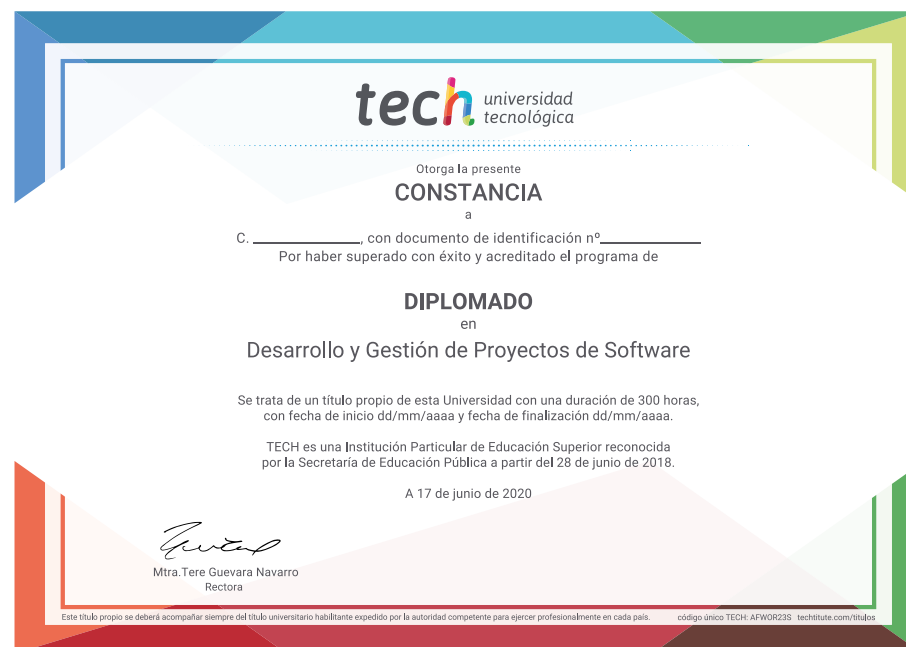 tech universidad
tecnológica
Otorga la presente
CONSTANCIA
a
C. ____________, con documento de identificación nº____________
Por haber superado con éxito y acreditado el programa de
DIPLOMADO
en
Desarrollo y Gestión de Proyectos de Software
Se trata de un título propio de esta Universidad con una duración de 300 horas,
con fecha de inicio dd/mm/aaaa y fecha de finalización dd/mm/aaaa.
TECH es una Institución Particular de Educación Superior reconocida
por la Secretaría de Educación Pública a partir del 28 de junio de 2018.
A 17 de junio de 2020
Mtra.Tere Guevara Navarro
Rectora
Este título propio se deberá acompañar siempre del título universitario habilitante expedido por la autoridad competente para ejercer profesionalmente en cada país. código único TECH: AFWOR23S techtitute.com/titulos